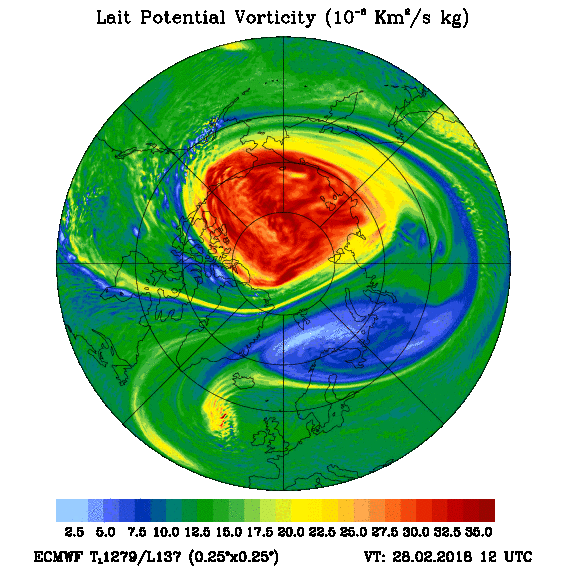 Lait Potential Vorticity (10⁻⁶ Km²/s kg)
2.5 5.0 7.5 10.0 12.5 15.0 17.5 20.0 22.5 25.0 27.5 30.0 32.5 35.0
ECMWF T_L1279/L137 (0.25°x0.25°) VT: 26.02.2018 12 UTC